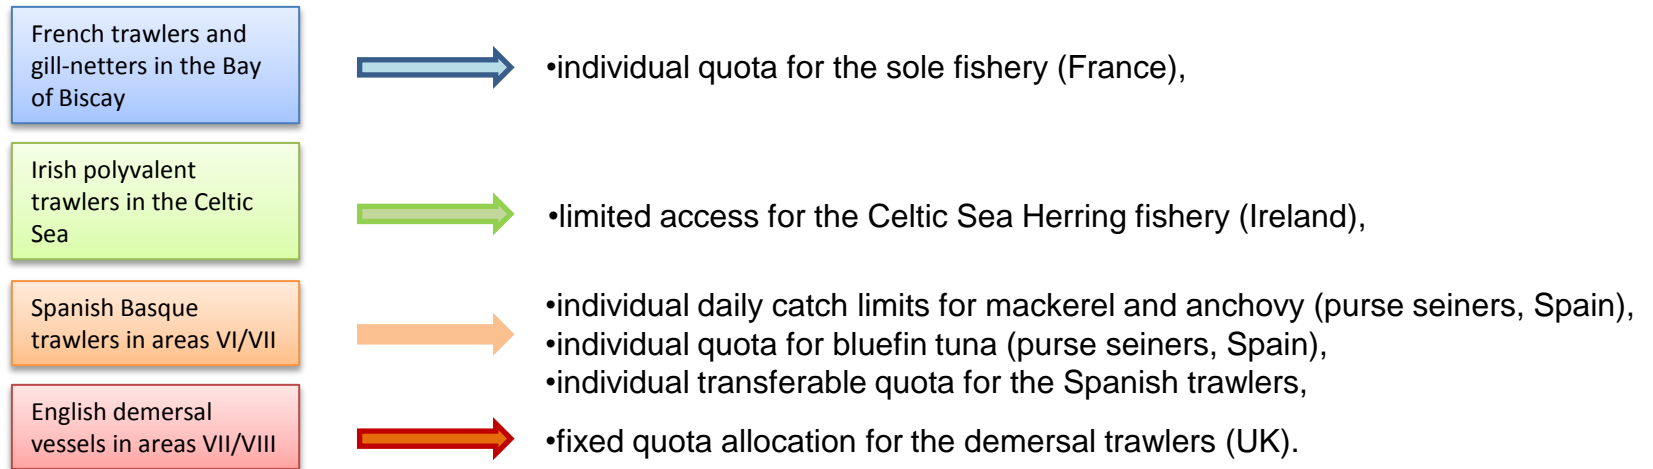 French trawlers and
gill-netters in the Bay
of Biscay
•individual quota for the sole fishery (France),
Irish polyvalent
trawlers in the Celtic
Sea
•limited access for the Celtic Sea Herring fishery (Ireland),
Spanish Basque
trawlers in areas VI/VII
•individual daily catch limits for mackerel and anchovy (purse seiners, Spain),
•individual quota for bluefin tuna (purse seiners, Spain),
•individual transferable quota for the Spanish trawlers,
English demersal
vessels in areas VII/VIII
•fixed quota allocation for the demersal trawlers (UK).